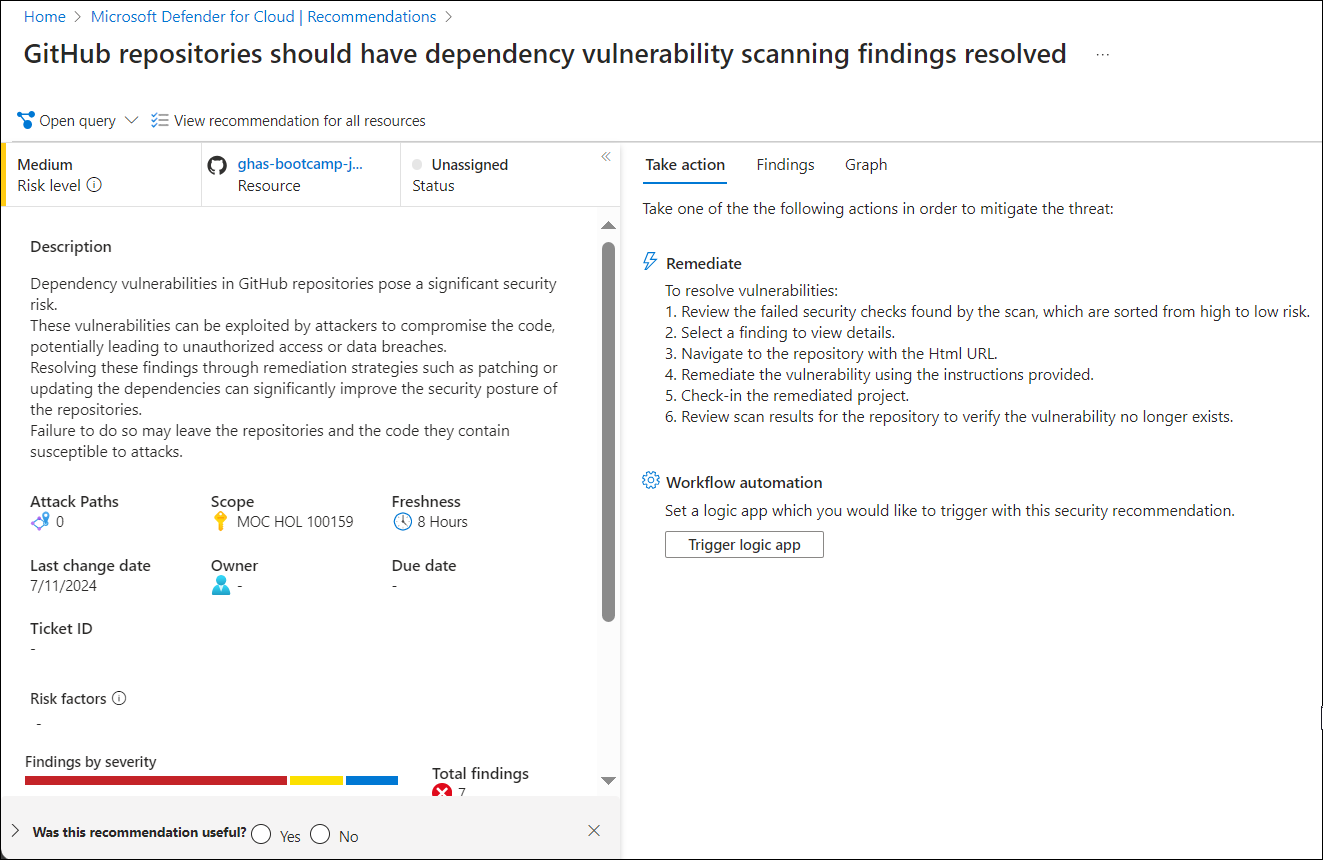 Home > Microsoft Defender for Cloud | Recommendations >
GitHub repositories should have dependency vulnerability scanning findings resolved ...
Open query View recommendation for all resources
Medium
Risk level
ghas-bootcamp-j...
Resource
Unassigned
Status
Description
Dependency vulnerabilities in GitHub repositories pose a significant security
risk.
These vulnerabilities can be exploited by attackers to compromise the code,
potentially leading to unauthorized access or data breaches.
Resolving these findings through remediation strategies such as patching or
updating the dependencies can significantly improve the security posture of
the repositories.
Failure to do so may leave the repositories and the code they contain
susceptible to attacks.
Attack Paths
0
Scope
MOC HOL 100159
Freshness
8 Hours
Last change date
7/11/2024
Owner
-
Due date
-
Ticket ID
-
Risk factors
-
Findings by severity
Total findings
7
Was this recommendation useful? Yes No
Take action Findings Graph
Take one of the the following actions in order to mitigate the threat:
Remediate
To resolve vulnerabilities:
1. Review the failed security checks found by the scan, which are sorted from high to low risk.
2. Select a finding to view details.
3. Navigate to the repository with the Html URL.
4. Remediate the vulnerability using the instructions provided.
5. Check-in the remediated project.
6. Review scan results for the repository to verify the vulnerability no longer exists.
Workflow automation
Set a logic app which you would like to trigger with this security recommendation.
Trigger logic app